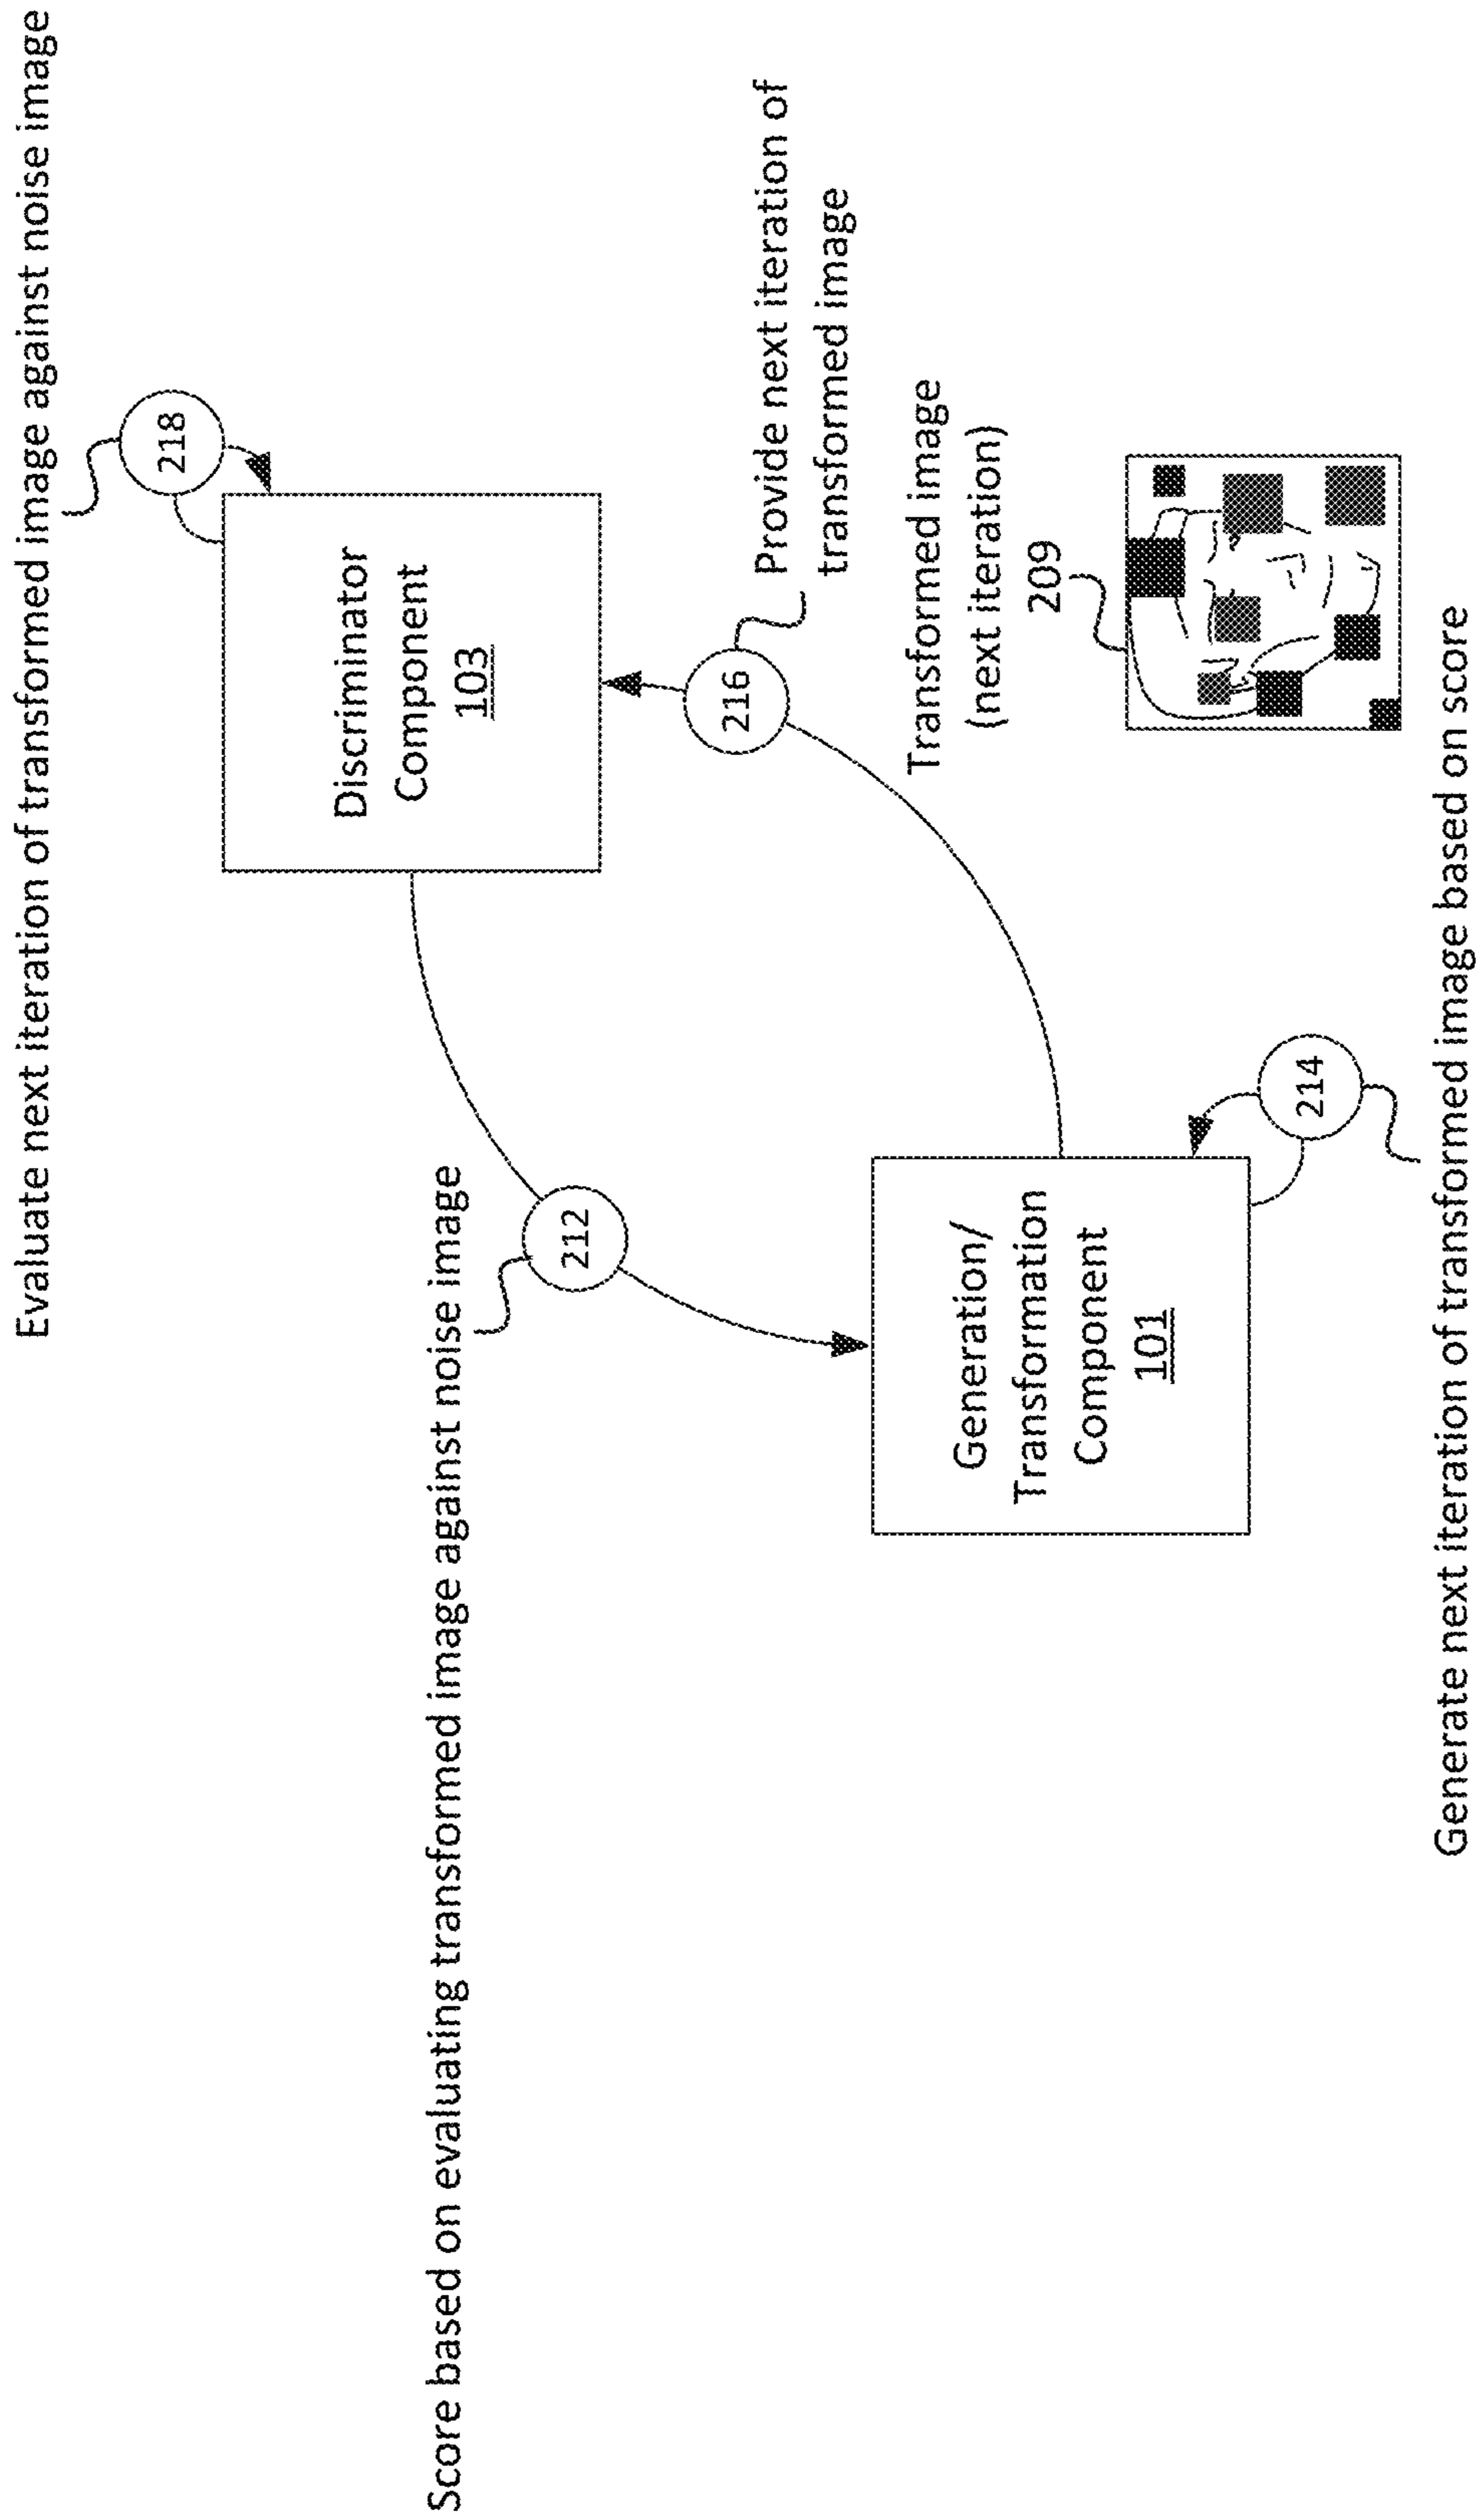 Evaluate next iteration of transformed image against noise image
218
Discriminator
Component
103
Score based on evaluating transformed image against noise image
212
216
Provide next iteration of
transformed image
Generation/
Transformation
Component
101
Transformed image
(next iteration)
209
214
Generate next iteration of transformed image based on score